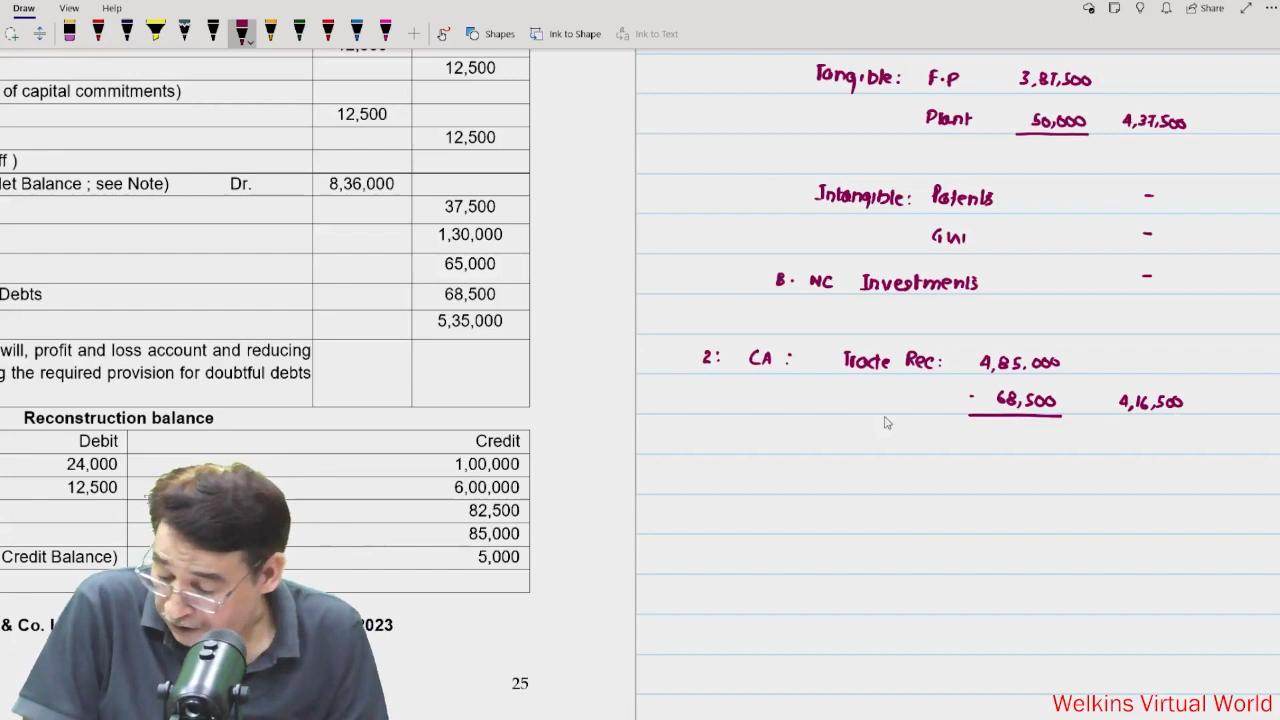 Draw View Help Share
Shapes Ink to Shape Ink to Text
12,500
of capital commitments)
12,500
12,500
ff )
let Balance ; see Note) Dr. 8,36,000
37,500
1,30,000
65,000
Debts 68,500
5,35,000
will, profit and loss account and reducing
g the required provision for doubtful debts
Reconstruction balance
Debit Credit
24,000 1,00,000
12,500 6,00,000
82,500
85,000
Credit Balance) 5,000
& Co. 2023
25
Tangible: F.P 3,87,500
Plant 50,000 4,37,500
Intangible: Patents -
G/W -
B. NC Investments -
2: CA: Trade Rec: 4,85.000
- 68,500 4,16,500
Welkins Virtual World